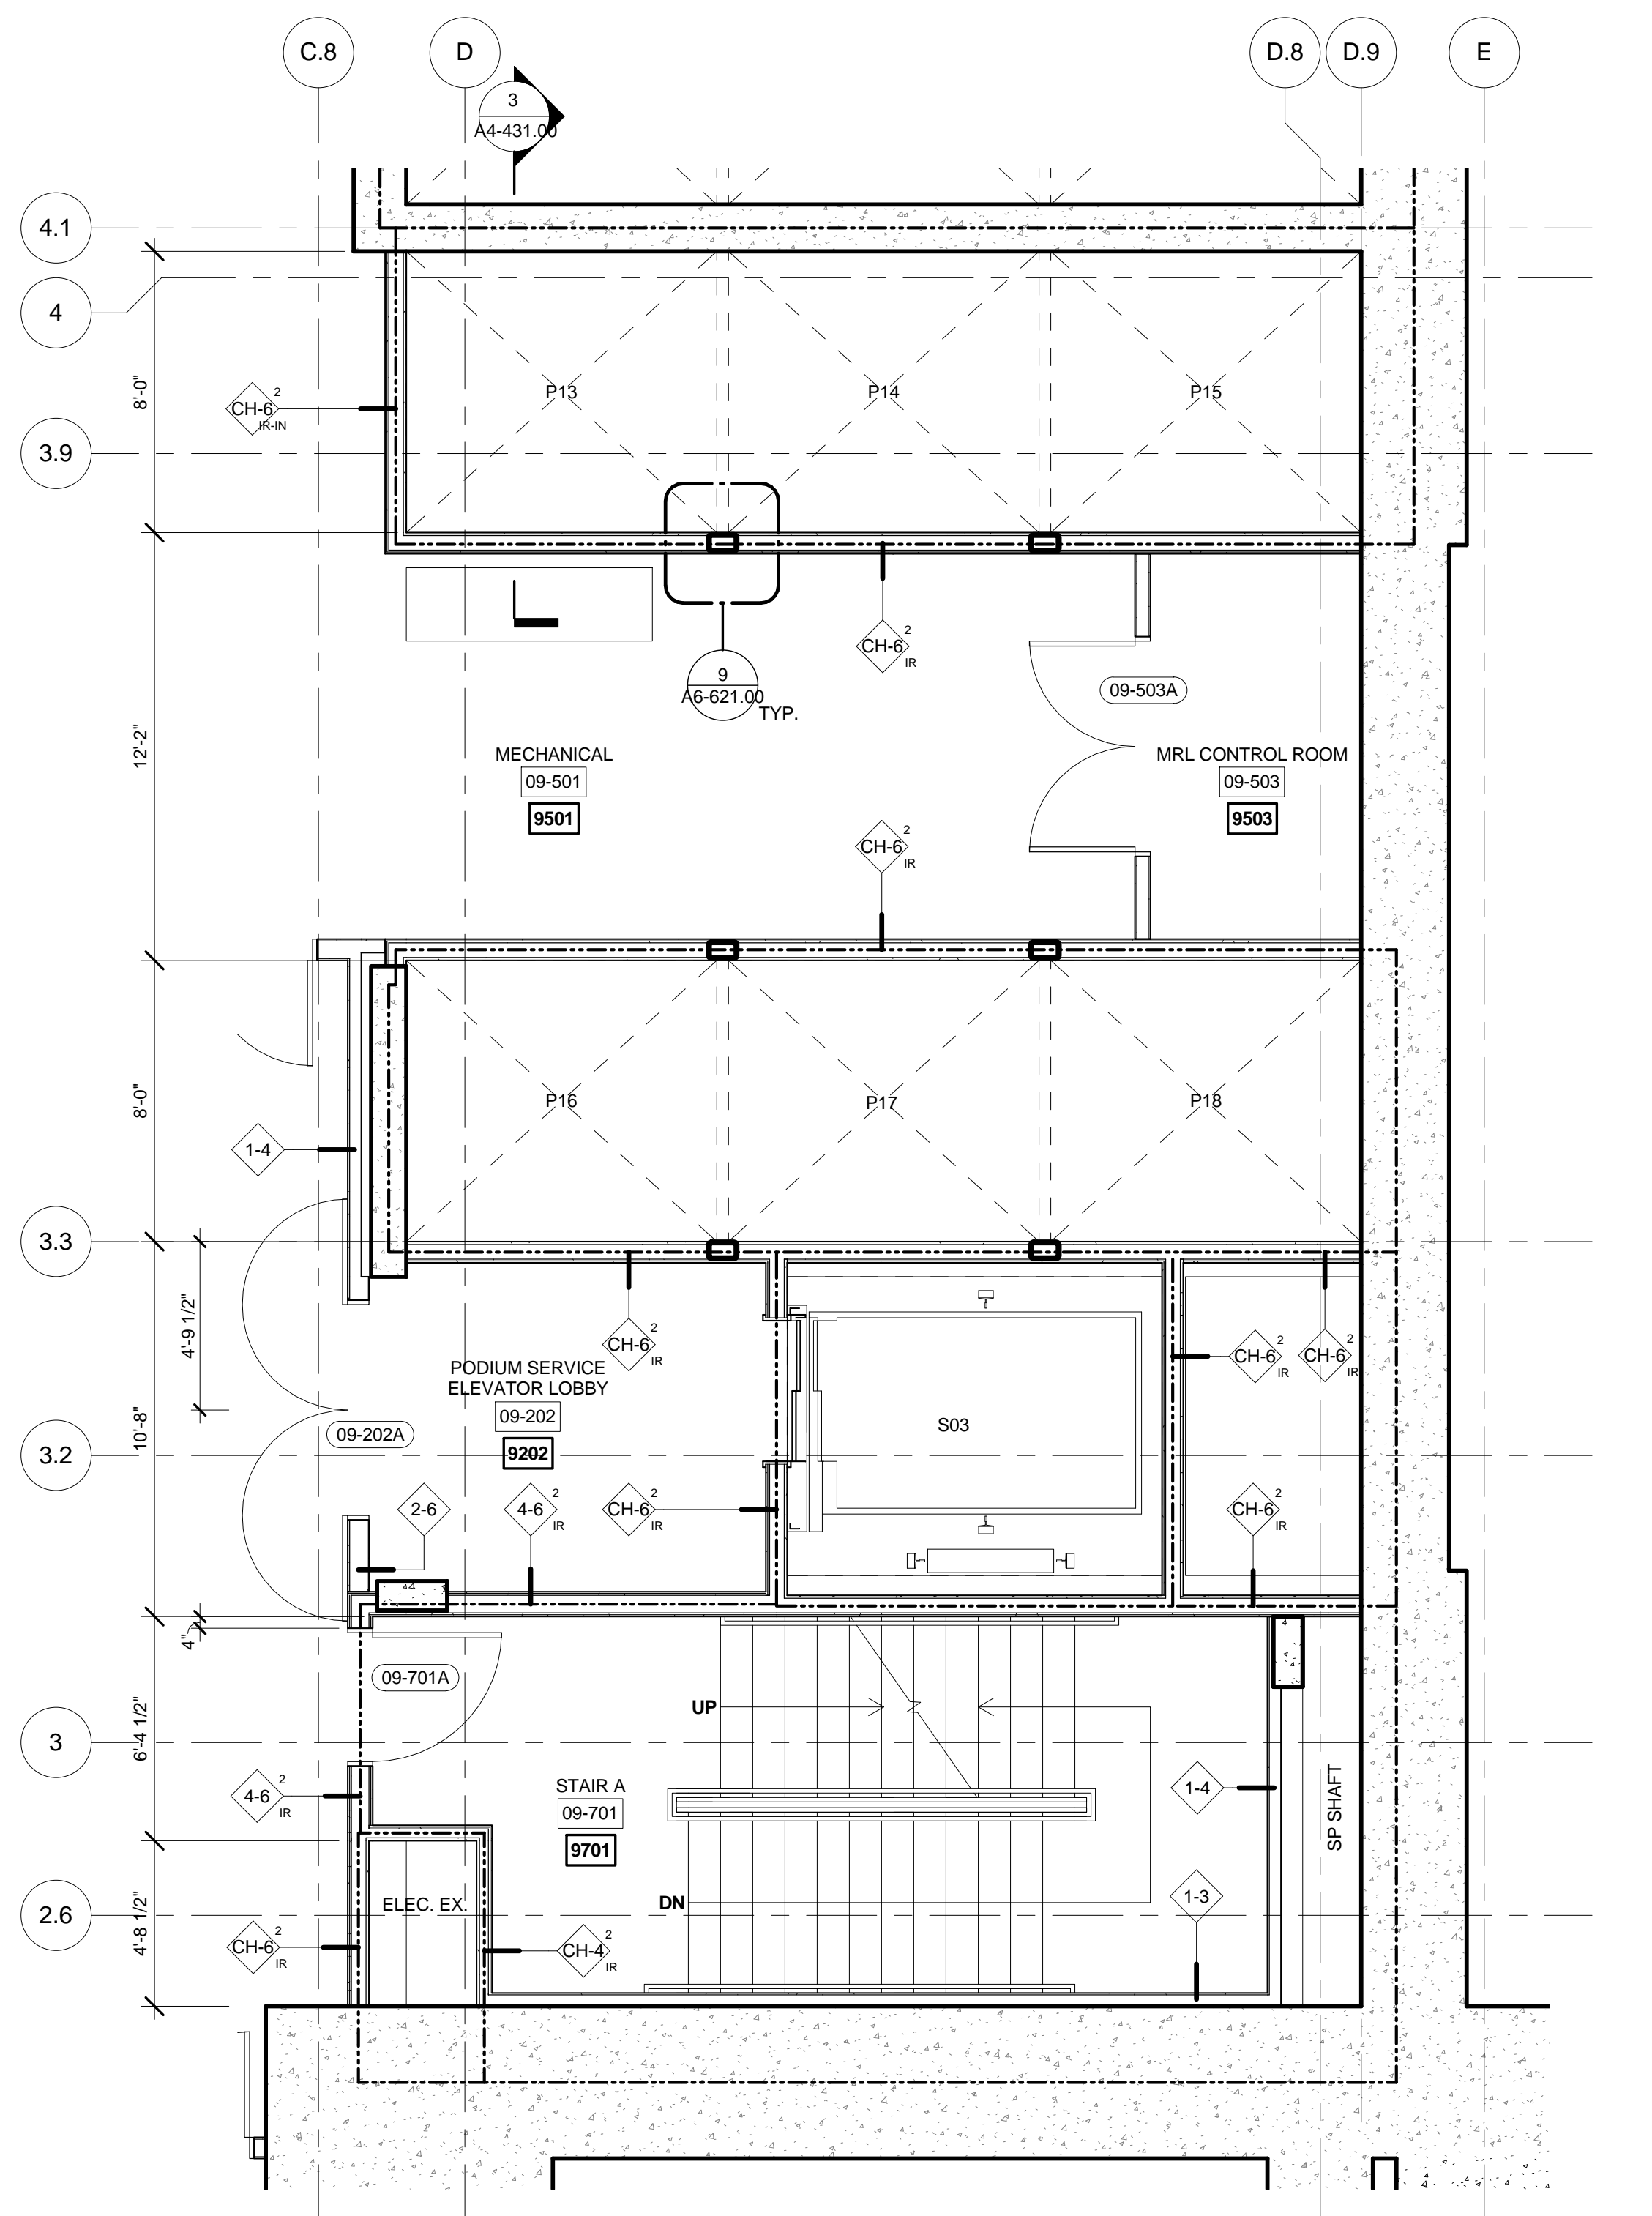 C.8
D
D.8
D.9
E
3
A4-431.00
4.1
4
8'-0"
P13
P14
P15
CH-6
2
IR-IN
3.9
CH-6
2
IR
9
A6-621.00
TYP.
09-503A
12'-2"
MECHANICAL
09-501
9501
MRL CONTROL ROOM
09-503
9503
CH-6
2
IR
8'-0"
P16
P17
P18
1-4
3.3
4'-9 1/2"
CH-6
2
IR
CH-6
2
IR
CH-6
2
IR
PODIUM SERVICE
ELEVATOR LOBBY
09-202
9202
09-202A
S03
10'-8"
3.2
2-6
4-6
2
IR
CH-6
2
IR
CH-6
2
IR
4"
09-701A
UP
3
6'-4 1/2"
4-6
2
IR
STAIR A
09-701
9701
1-4
SP SHAFT
ELEC. EX.
DN
1-3
2.6
4'-8 1/2"
CH-6
2
IR
CH-4
2
IR